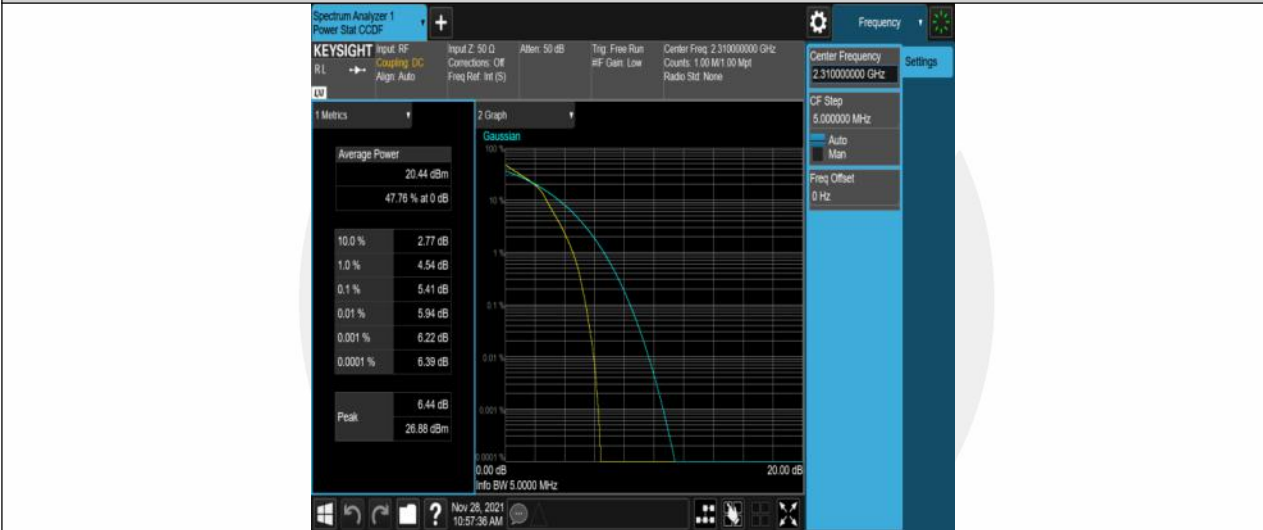 Spectrum Analyzer 1
Power Stat CCDF
+
Frequency
KEYSIGHT
RL
LV
Input: RF
Coupling: DC
Align: Auto
Input Z: 50 Ω
Corrections: Off
Freq Ref: Int (S)
Atten: 50 dB
Trig: Free Run
#IF Gain: Low
Center Freq: 2.310000000 GHz
Counts: 1.00 M/1.00 Mpt
Radio Std: None
Center Frequency
2.310000000 GHz
Settings
CF Step
5.000000 MHz
Auto
Man
Freq Offset
0 Hz
1 Metrics
Average Power
20.44 dBm
47.76 % at 0 dB
10.0 % 2.77 dB
1.0 % 4.54 dB
0.1 % 5.41 dB
0.01 % 5.94 dB
0.001 % 6.22 dB
0.0001 % 6.39 dB
Peak
6.44 dB
26.88 dBm
2 Graph
Gaussian
100 %
10 %
1 %
0.1 %
0.01 %
0.001 %
0.0001 %
0.00 dB 20.00 dB
Info BW 5.0000 MHz
?
Nov 28, 2021
10:57:36 AM